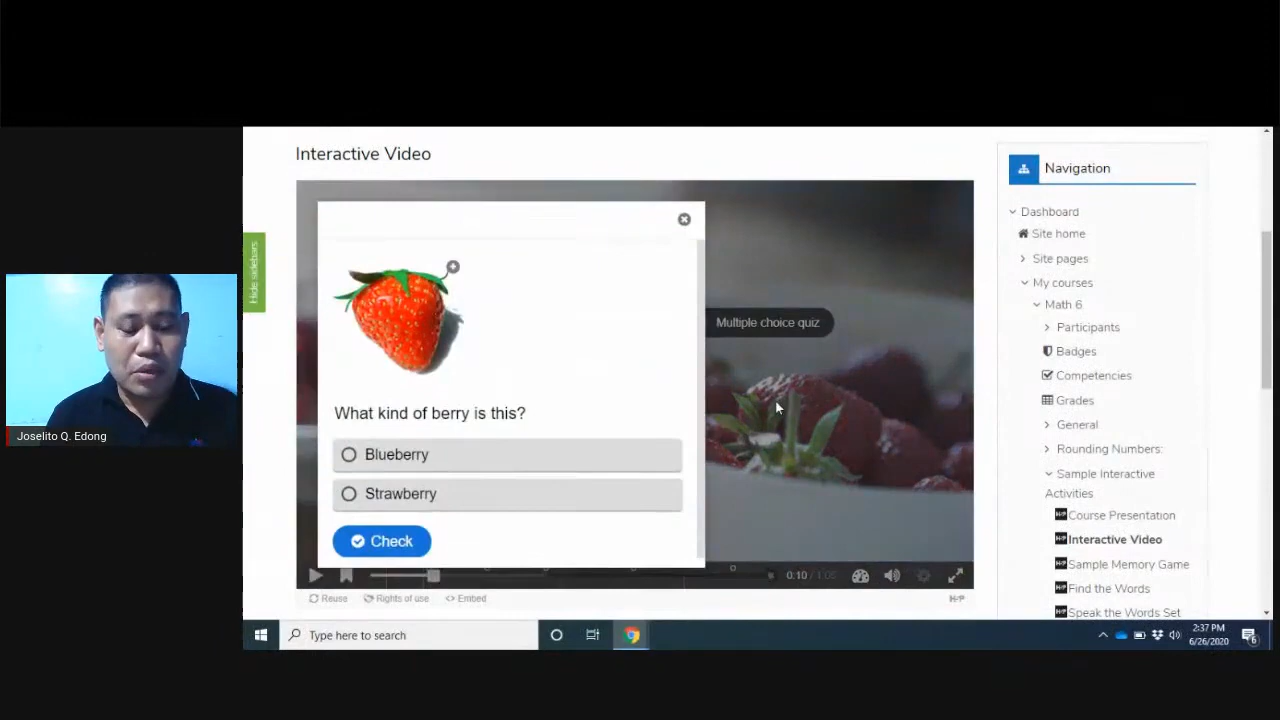 Interactive Video
Hide sidebars
Multiple choice quiz
What kind of berry is this?
Blueberry
Strawberry
Check
0:10 / 1:05
Reuse
Rights of use
<> Embed
H-P
Navigation
Dashboard
Site home
Site pages
My courses
Math 6
Participants
Badges
Competencies
Grades
General
Rounding Numbers:
Sample Interactive
Activities
Course Presentation
Interactive Video
Sample Memory Game
Find the Words
Speak the Words Set
Joselito Q. Edong
Type here to search
2:37 PM
6/26/2020
6